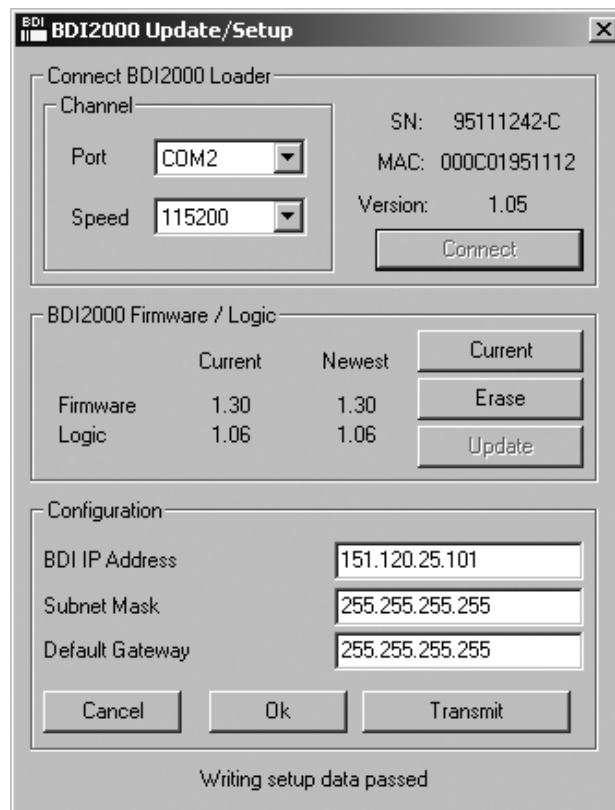 BDI BDI2000 Update/Setup
Connect BDI2000 Loader
Channel
Port COM2
Speed 115200
SN: 95111242-C
MAC: 000C01951112
Version: 1.05
Connect
BDI2000 Firmware / Logic
Current Newest
Firmware 1.30 1.30
Logic 1.06 1.06
Current
Erase
Update
Configuration
BDI IP Address 151.120.25.101
Subnet Mask 255.255.255.255
Default Gateway 255.255.255.255
Cancel Ok Transmit
Writing setup data passed